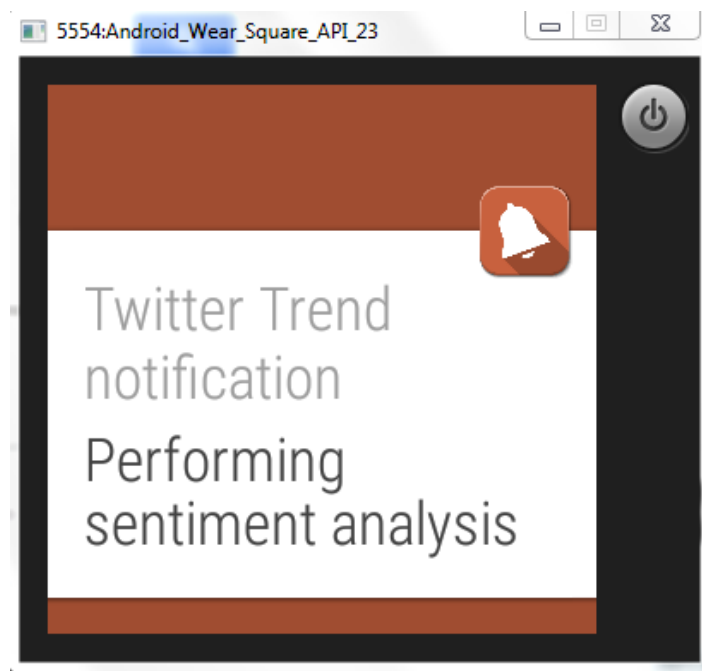 5554:Android_Wear_Square_API_23
Twitter Trend
notification
Performing
sentiment analysis